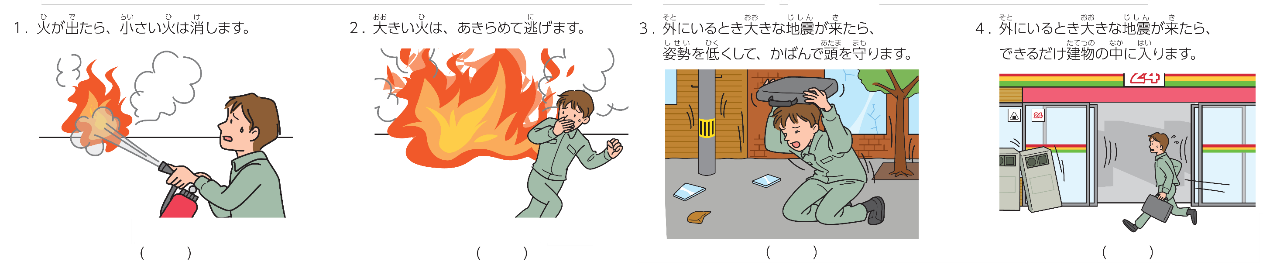 1. 火が出たら、小さい火は消します。
2. 大きい火は、あきらめて逃げます。
3. 外にいるとき大きな地震が来たら、
姿勢を低くして、かばんで頭を守ります。
4. 外にいるとき大きな地震が来たら、
できるだけ建物の中に入ります。
24
24
(　　)
(　　)
(　　)
(　　)